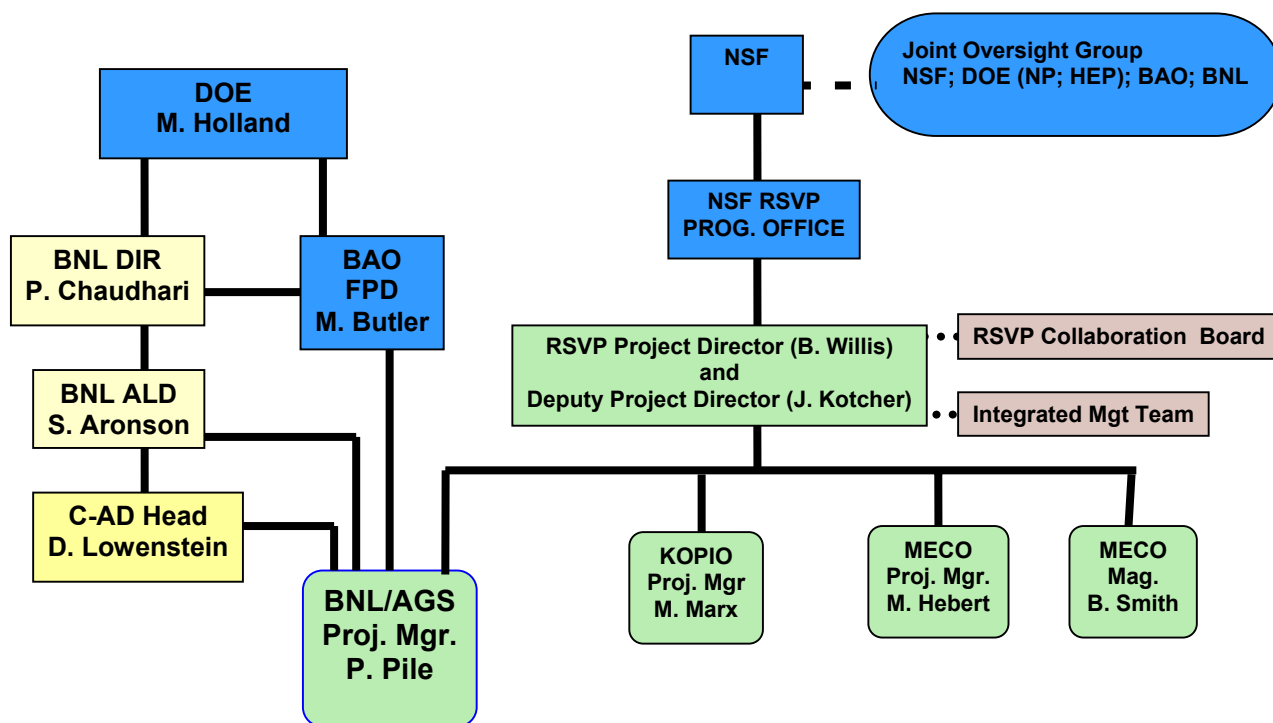 NSF
Joint Oversight Group
NSF; DOE (NP; HEP); BAO; BNL
DOE
M. Holland
NSF RSVP
PROG. OFFICE
BNL DIR
P. Chaudhari
BAO
FPD
M. Butler
RSVP Project Director (B. Willis)
and
Deputy Project Director (J. Kotcher)
RSVP Collaboration Board
Integrated Mgt Team
BNL ALD
S. Aronson
C-AD Head
D. Lowenstein
BNL/AGS
Proj. Mgr.
P. Pile
KOPIO
Proj. Mgr
M. Marx
MECO
Proj. Mgr.
M. Hebert
MECO
Mag.
B. Smith